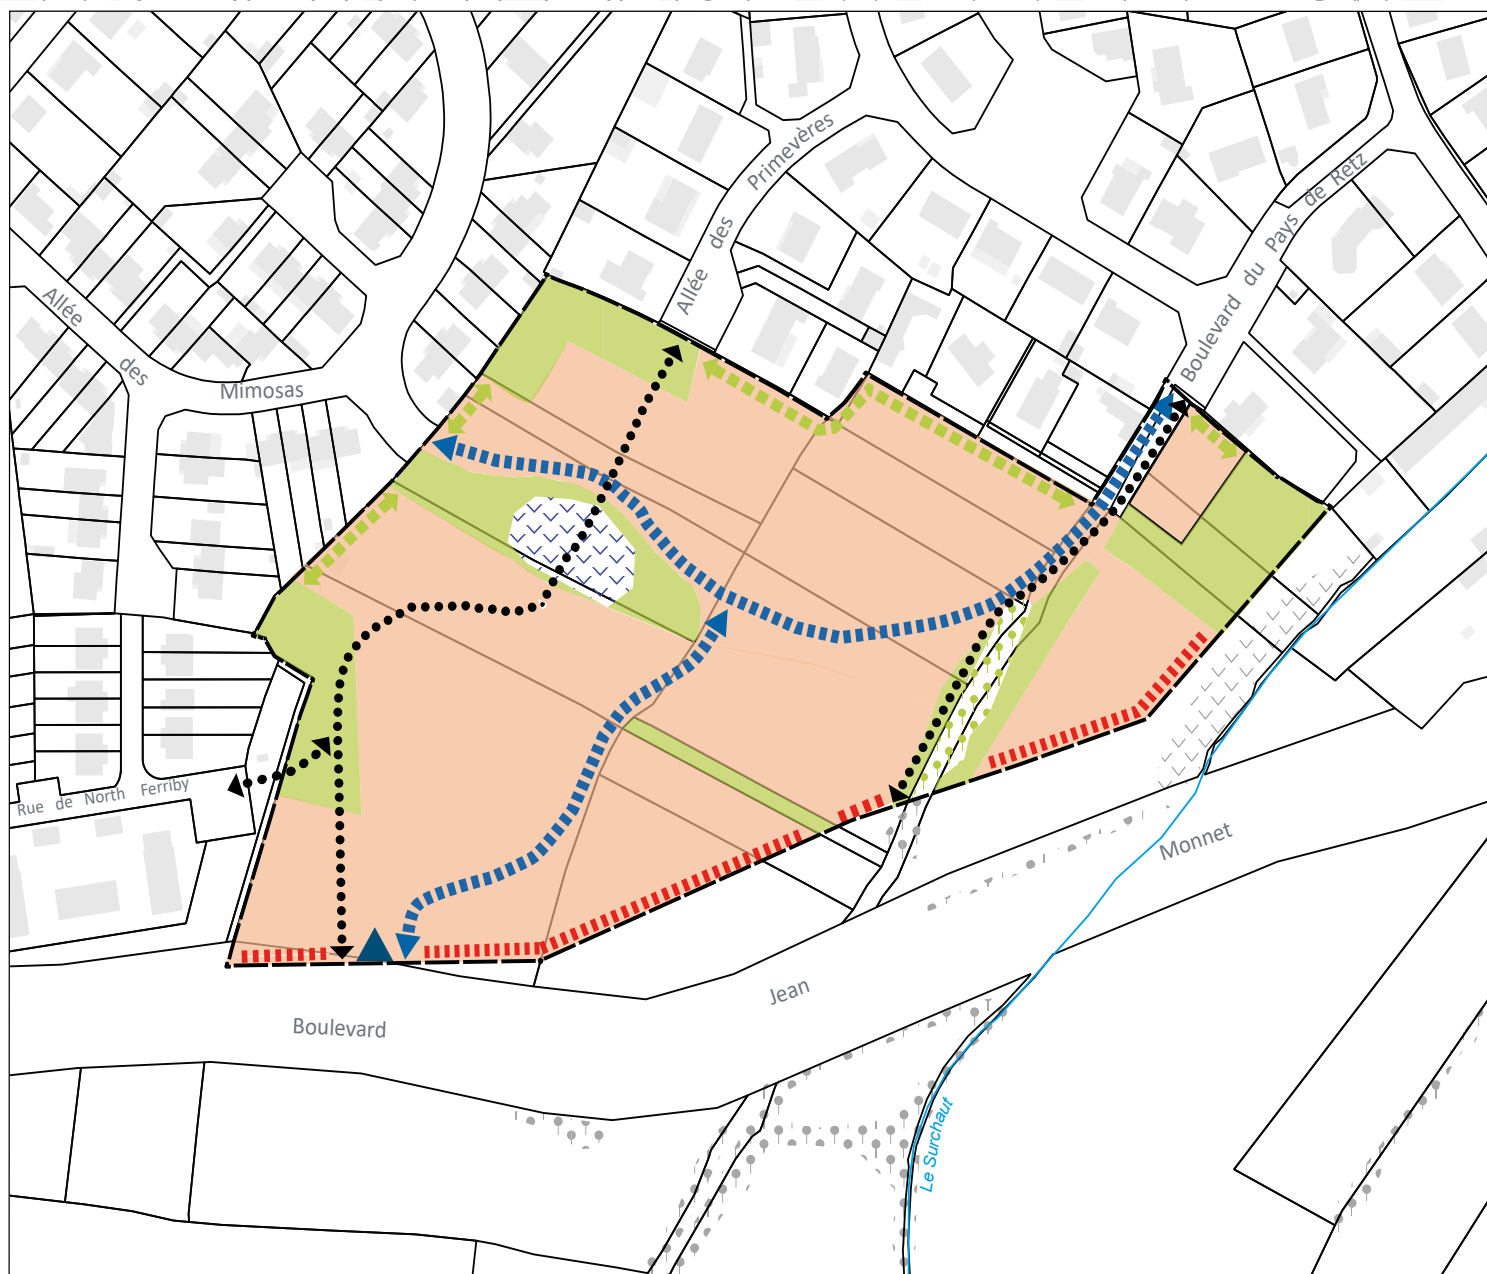 Allée des Primevères
Boulevard du Pays de Retz
Allée des Mimosas
Rue de North Ferriby
Boulevard Jean Monnet
Le Surchaut